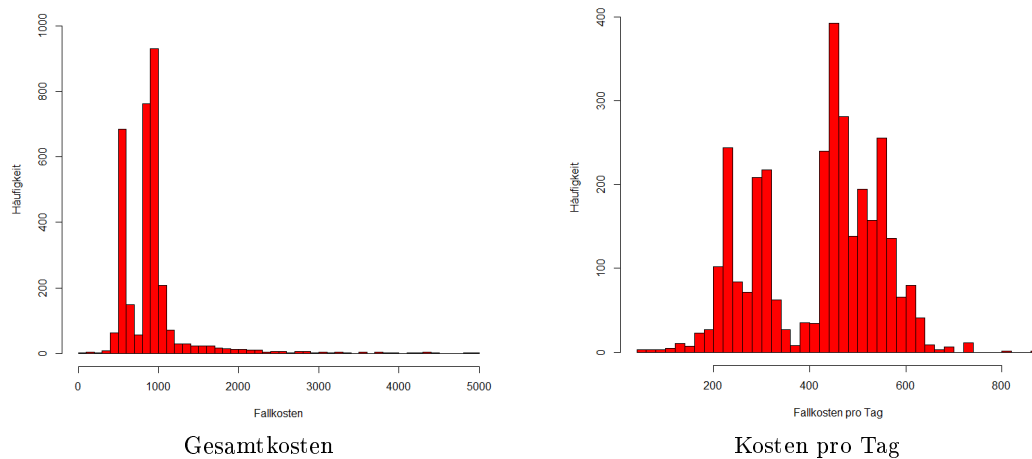 Häufigkeit
1000
800
600
400
200
0
0 1000 2000 3000 4000 5000
Fallkosten
Gesamtkosten
Häufigkeit
400
300
200
100
0
200 400 600 800
Fallkosten pro Tag
Kosten pro Tag